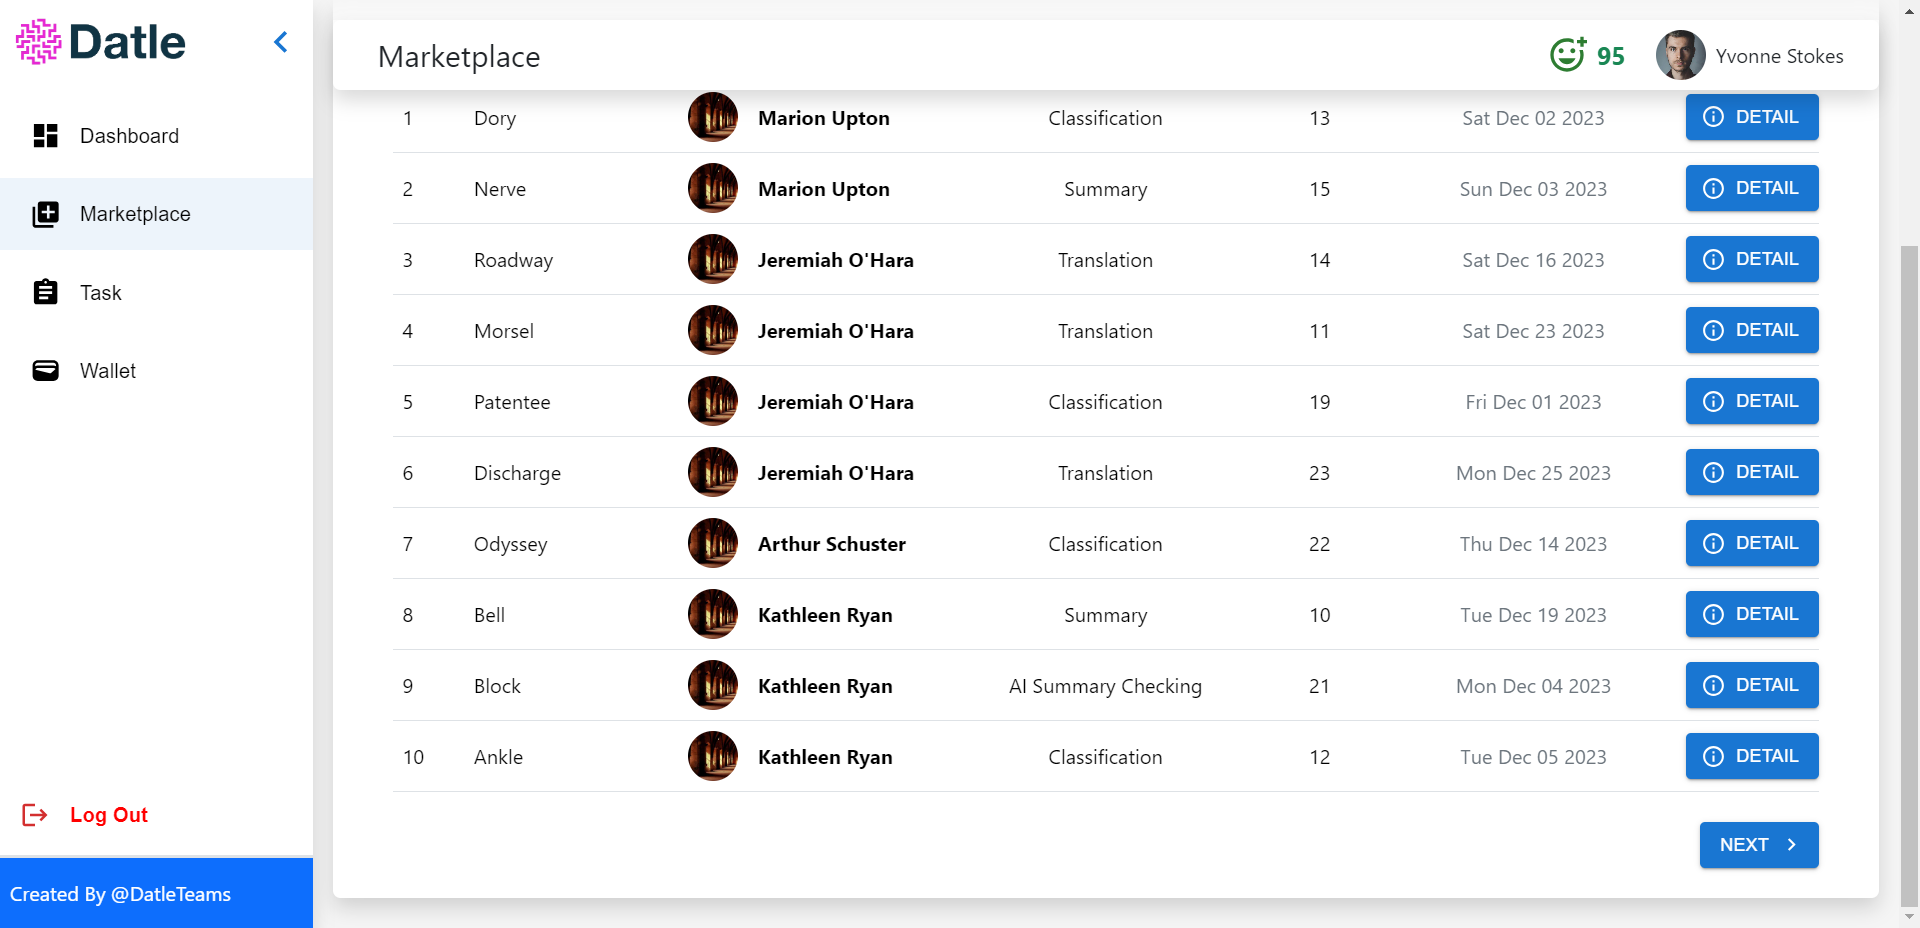 Datle
Dashboard
Marketplace
Task
Wallet
Log Out
Created By @DatleTeams
Marketplace
95
Yvonne Stokes
1 Dory Marion Upton Classification 13 Sat Dec 02 2023 DETAIL
2 Nerve Marion Upton Summary 15 Sun Dec 03 2023 DETAIL
3 Roadway Jeremiah O'Hara Translation 14 Sat Dec 16 2023 DETAIL
4 Morsel Jeremiah O'Hara Translation 11 Sat Dec 23 2023 DETAIL
5 Patentee Jeremiah O'Hara Classification 19 Fri Dec 01 2023 DETAIL
6 Discharge Jeremiah O'Hara Translation 23 Mon Dec 25 2023 DETAIL
7 Odyssey Arthur Schuster Classification 22 Thu Dec 14 2023 DETAIL
8 Bell Kathleen Ryan Summary 10 Tue Dec 19 2023 DETAIL
9 Block Kathleen Ryan AI Summary Checking 21 Mon Dec 04 2023 DETAIL
10 Ankle Kathleen Ryan Classification 12 Tue Dec 05 2023 DETAIL
NEXT